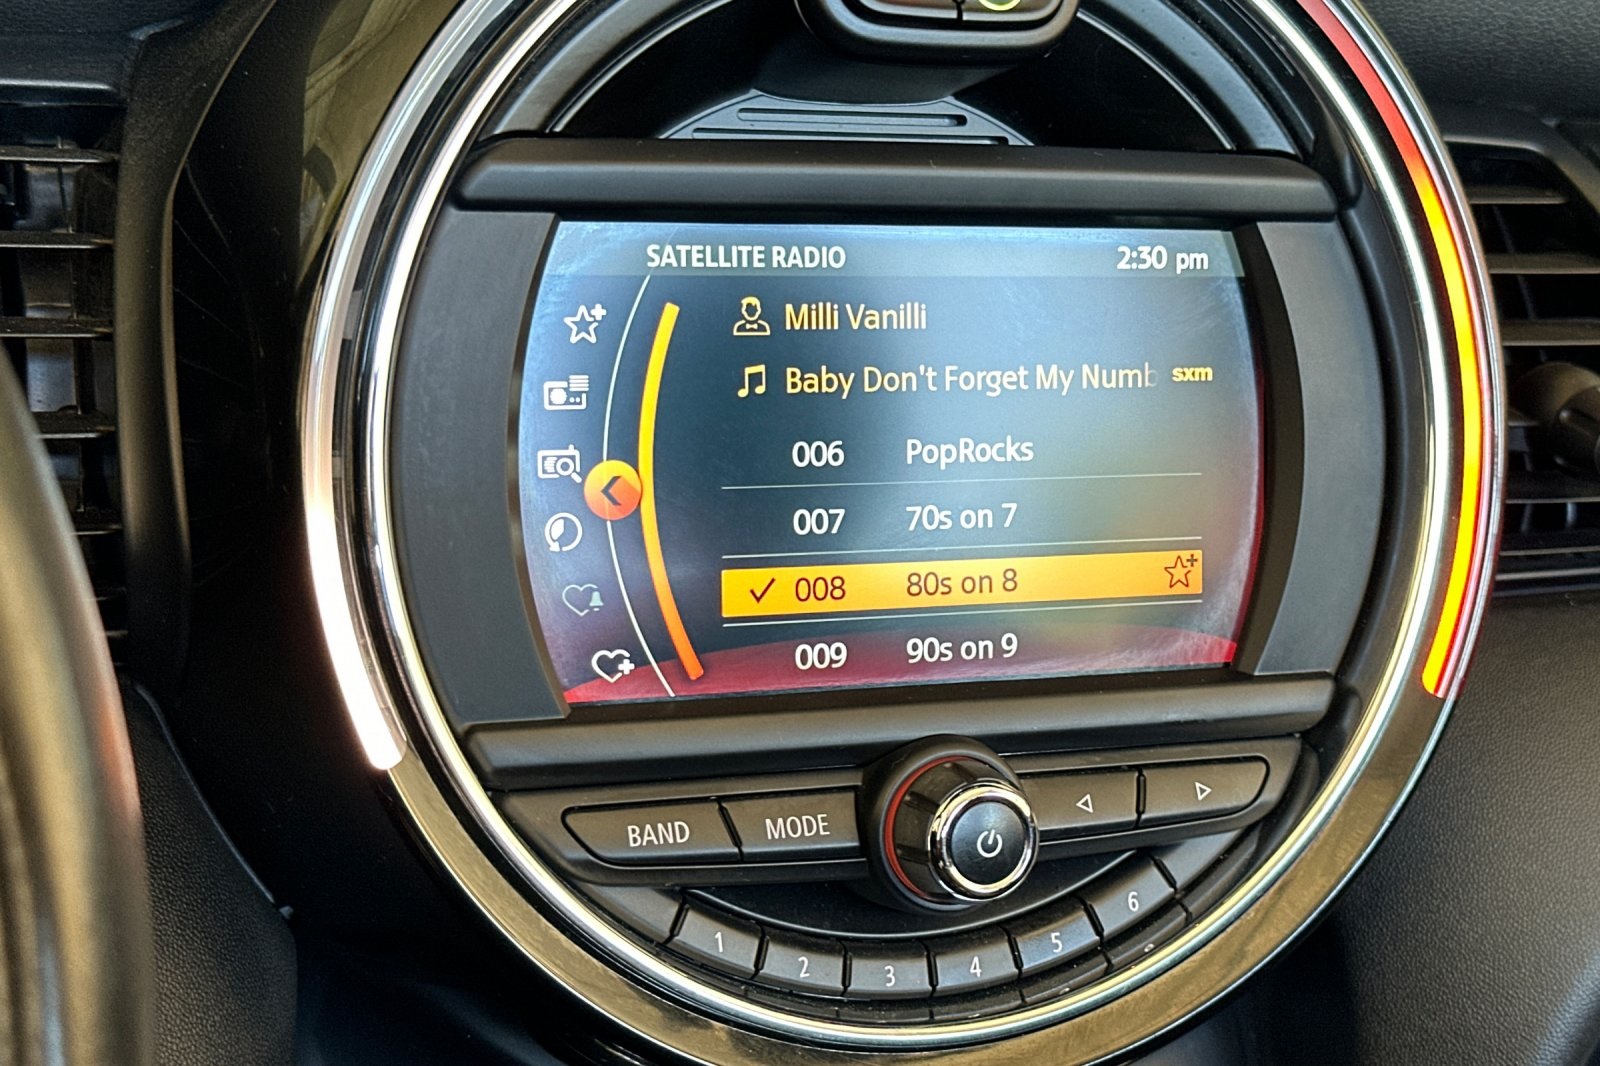 SATELLITE RADIO 2:30 pm
Milli Vanilli
Baby Don't Forget My Numb sxm
006 PopRocks
007 70s on 7
008 80s on 8
009 90s on 9
BAND MODE
1 2 3 4 5 6